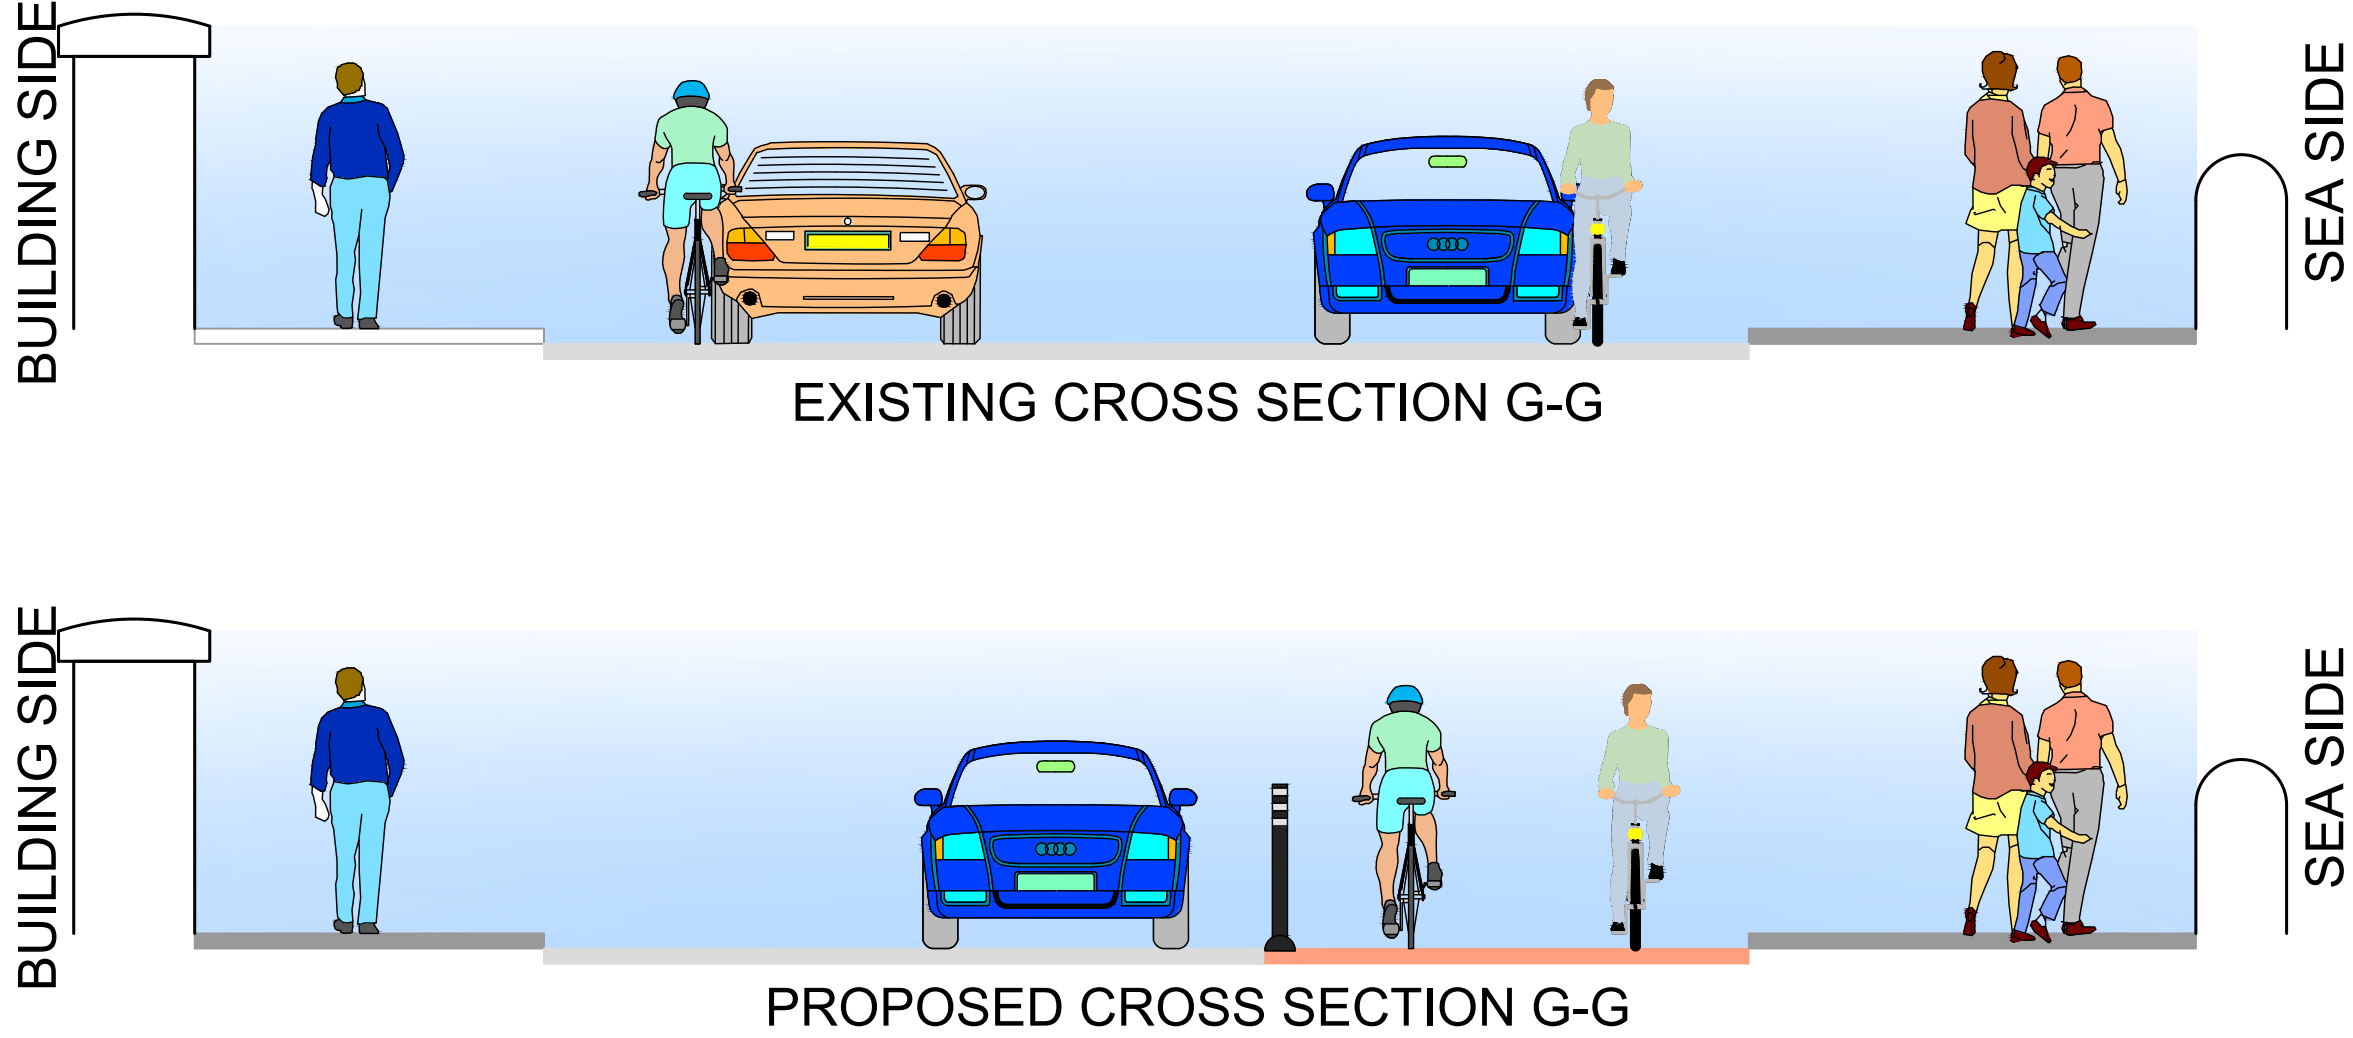 BUILDING SIDE
SEA SIDE
EXISTING CROSS SECTION G-G
BUILDING SIDE
SEA SIDE
PROPOSED CROSS SECTION G-G